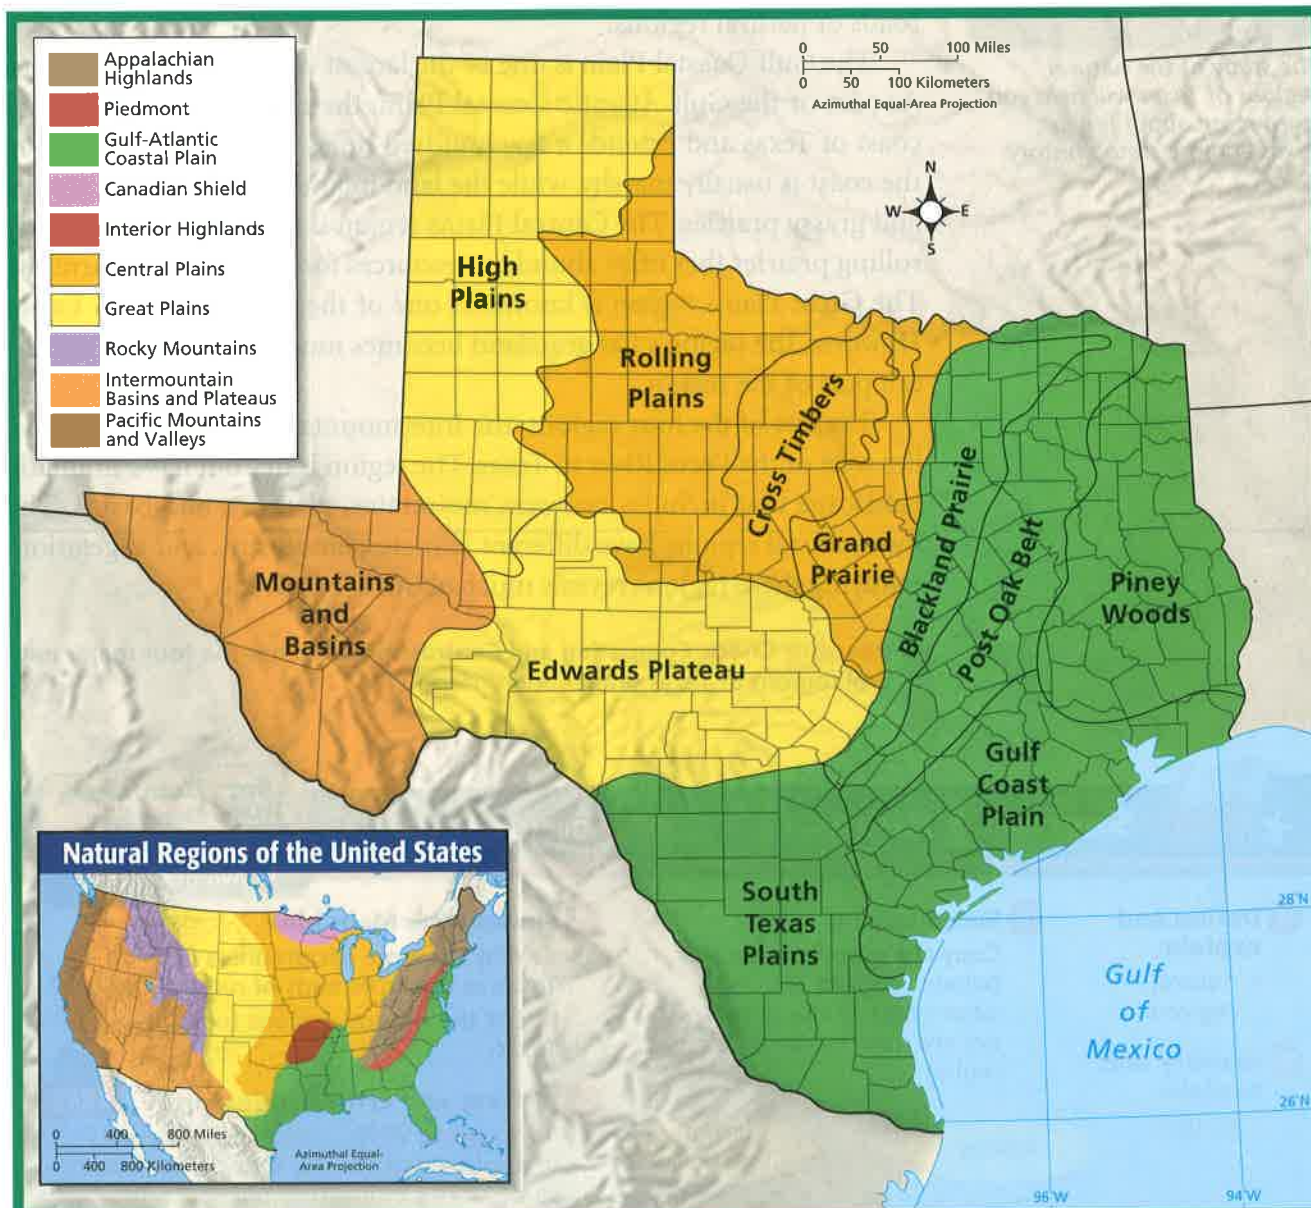 Appalachian
Highlands
Piedmont
Gulf-Atlantic
Coastal Plain
Canadian Shield
Interior Highlands
Central Plains
Great Plains
Rocky Mountains
Intermountain
Basins and Plateaus
Pacific Mountains
and Valleys
0 50 100 Miles
0 50 100 Kilometers
Azimuthal Equal-Area Projection
N
W E
S
High
Plains
Rolling
Plains
Cross Timbers
Grand
Prairie
Blackland Prairie
Post Oak Belt
Piney
Woods
Mountains
and
Basins
Edwards Plateau
Gulf
Coast
Plain
South
Texas
Plains
Gulf
of
Mexico
28°N
26°N
96°W
94°W
Natural Regions of the United States
0 400 800 Miles
0 400 800 Kilometers
Azimuthal Equal-
Area Projection